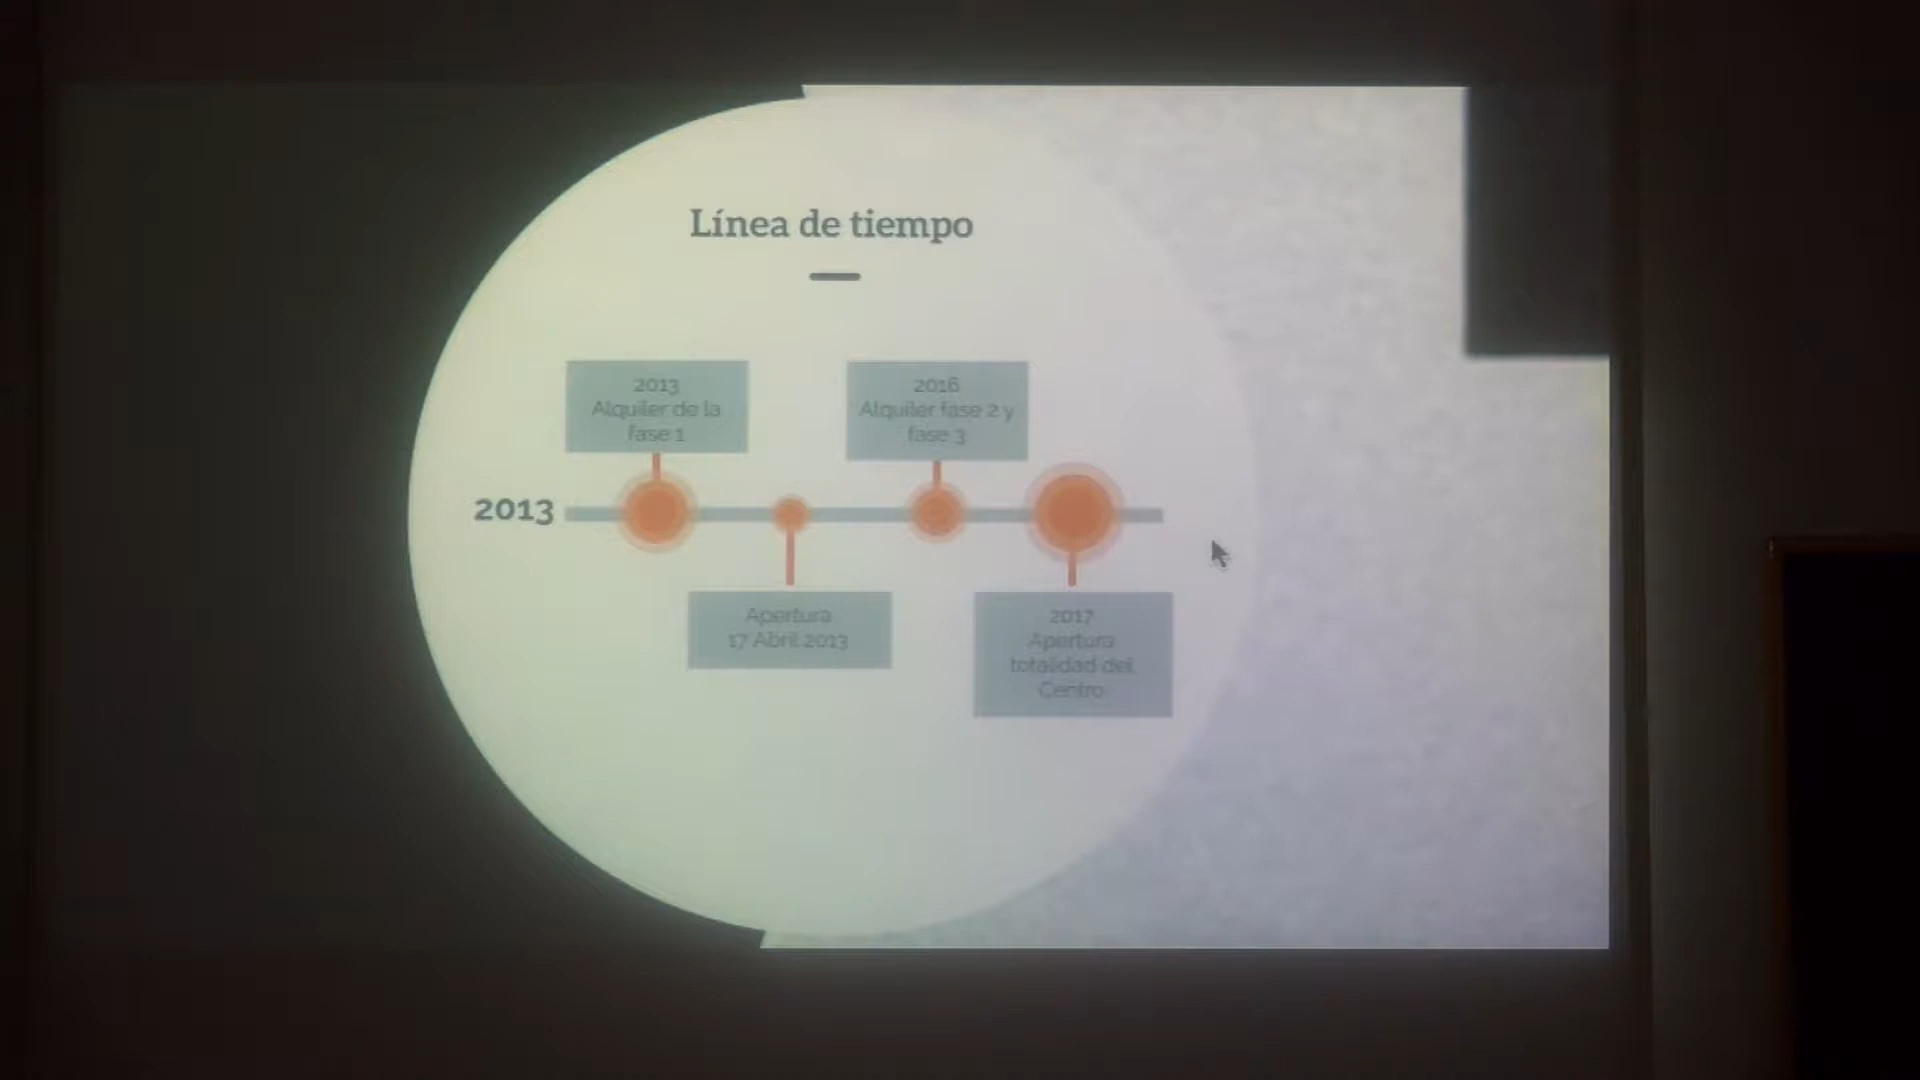 Línea de tiempo
2013
Alquiler de la
fase 1
2016
Alquiler fase 2 y
fase 3
2013
Apertura
17 Abril 2013
2017
Apertura
totalidad del
Centro